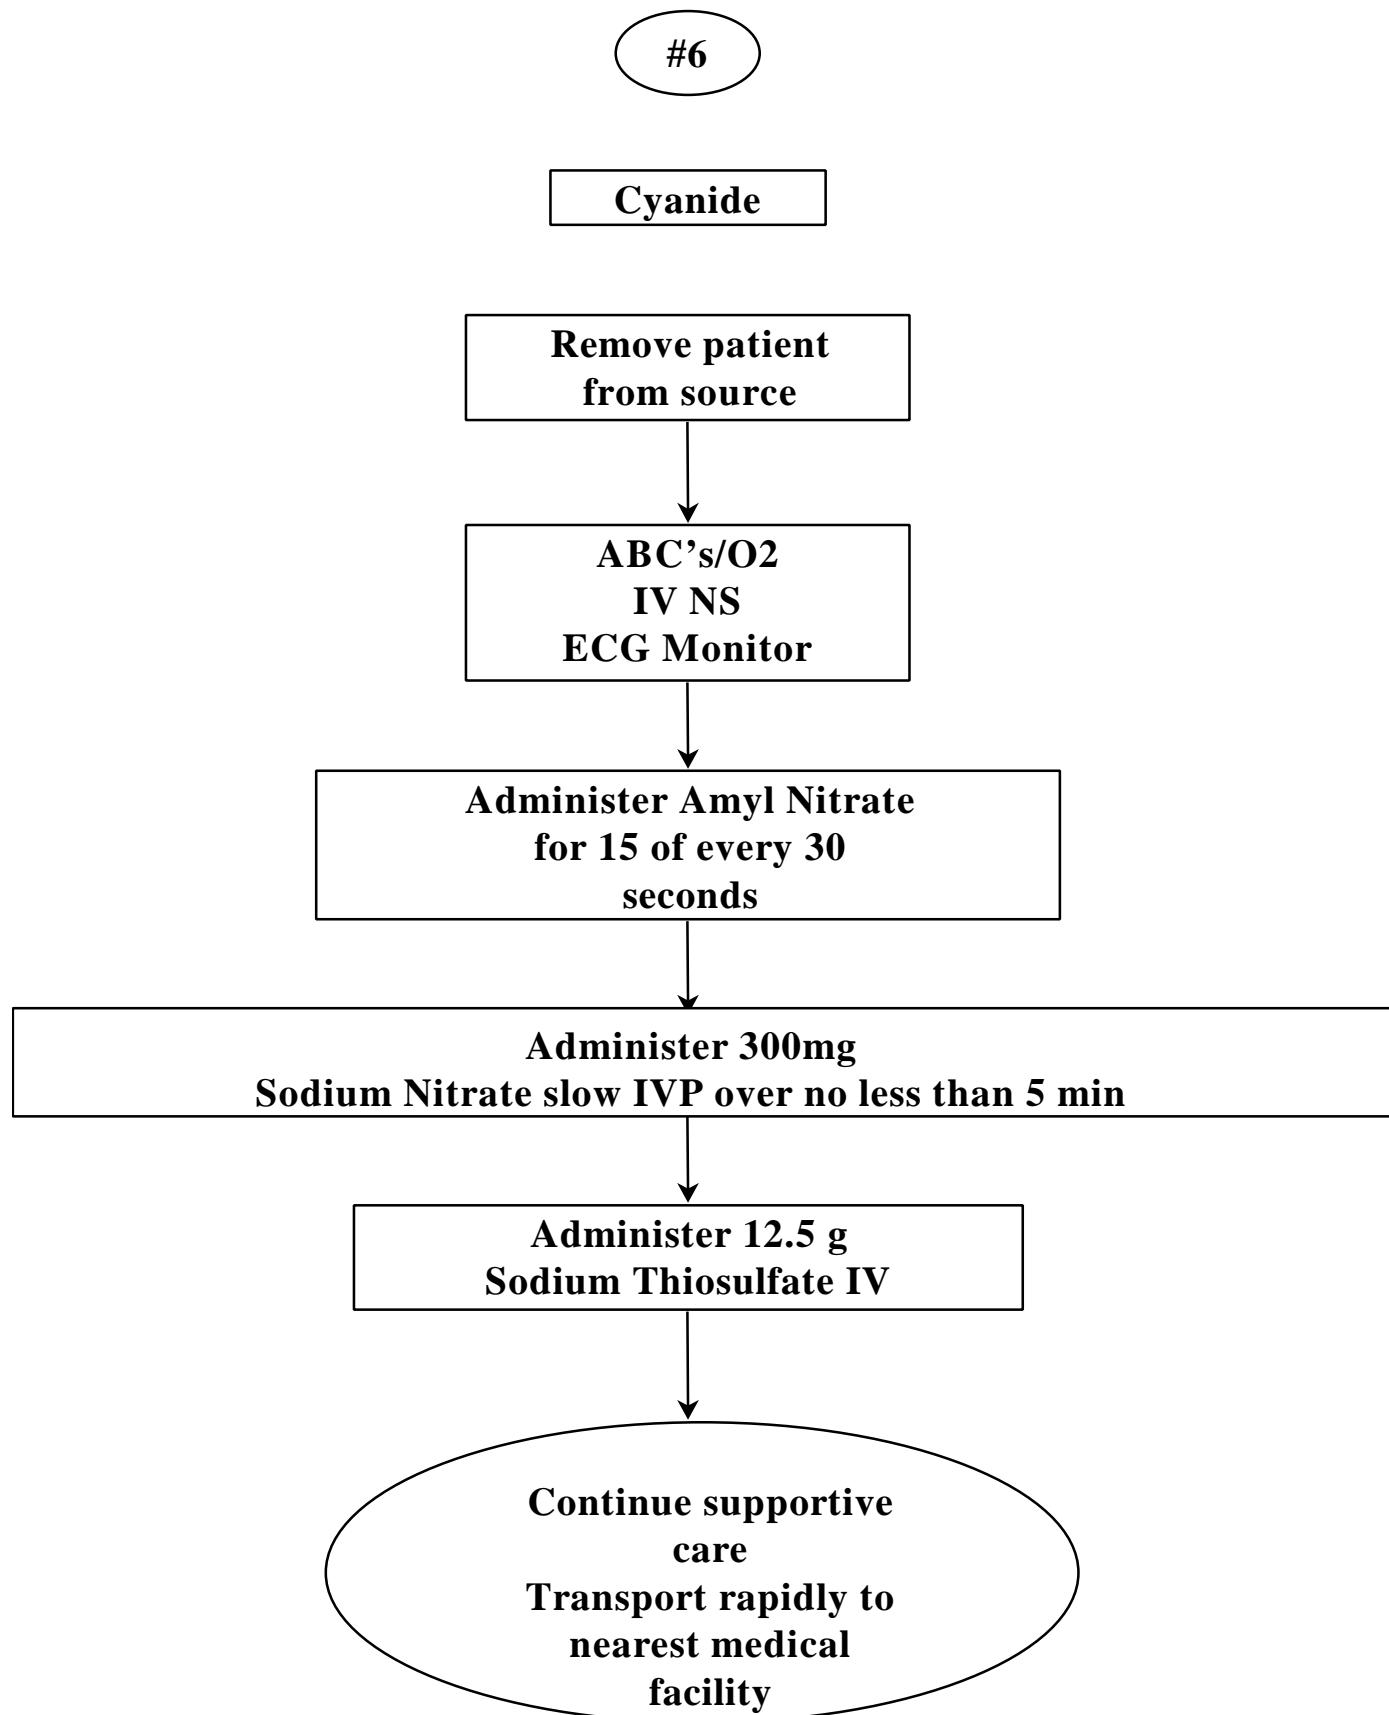 #6
Cyanide
Remove patient
from source
ABC’s/O2
IV NS
ECG Monitor
Administer Amyl Nitrate
for 15 of every 30
seconds
Administer 300mg
Sodium Nitrate slow IVP over no less than 5 min
Administer 12.5 g
Sodium Thiosulfate IV
Continue supportive
care
Transport rapidly to
nearest medical
facility